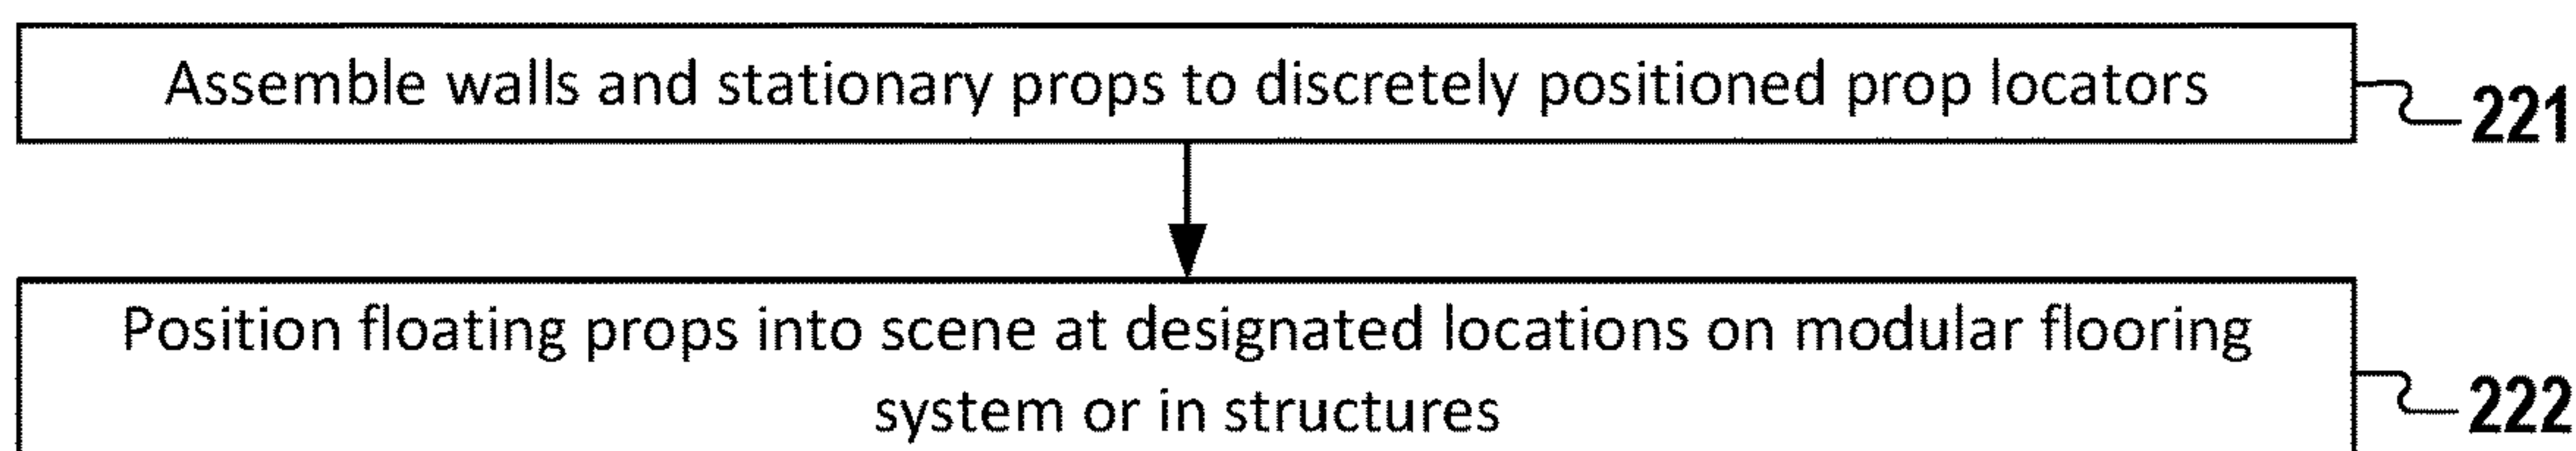 Assemble walls and stationary props to discretely positioned prop locators
221
Position floating props into scene at designated locations on modular flooring
system or in structures
222